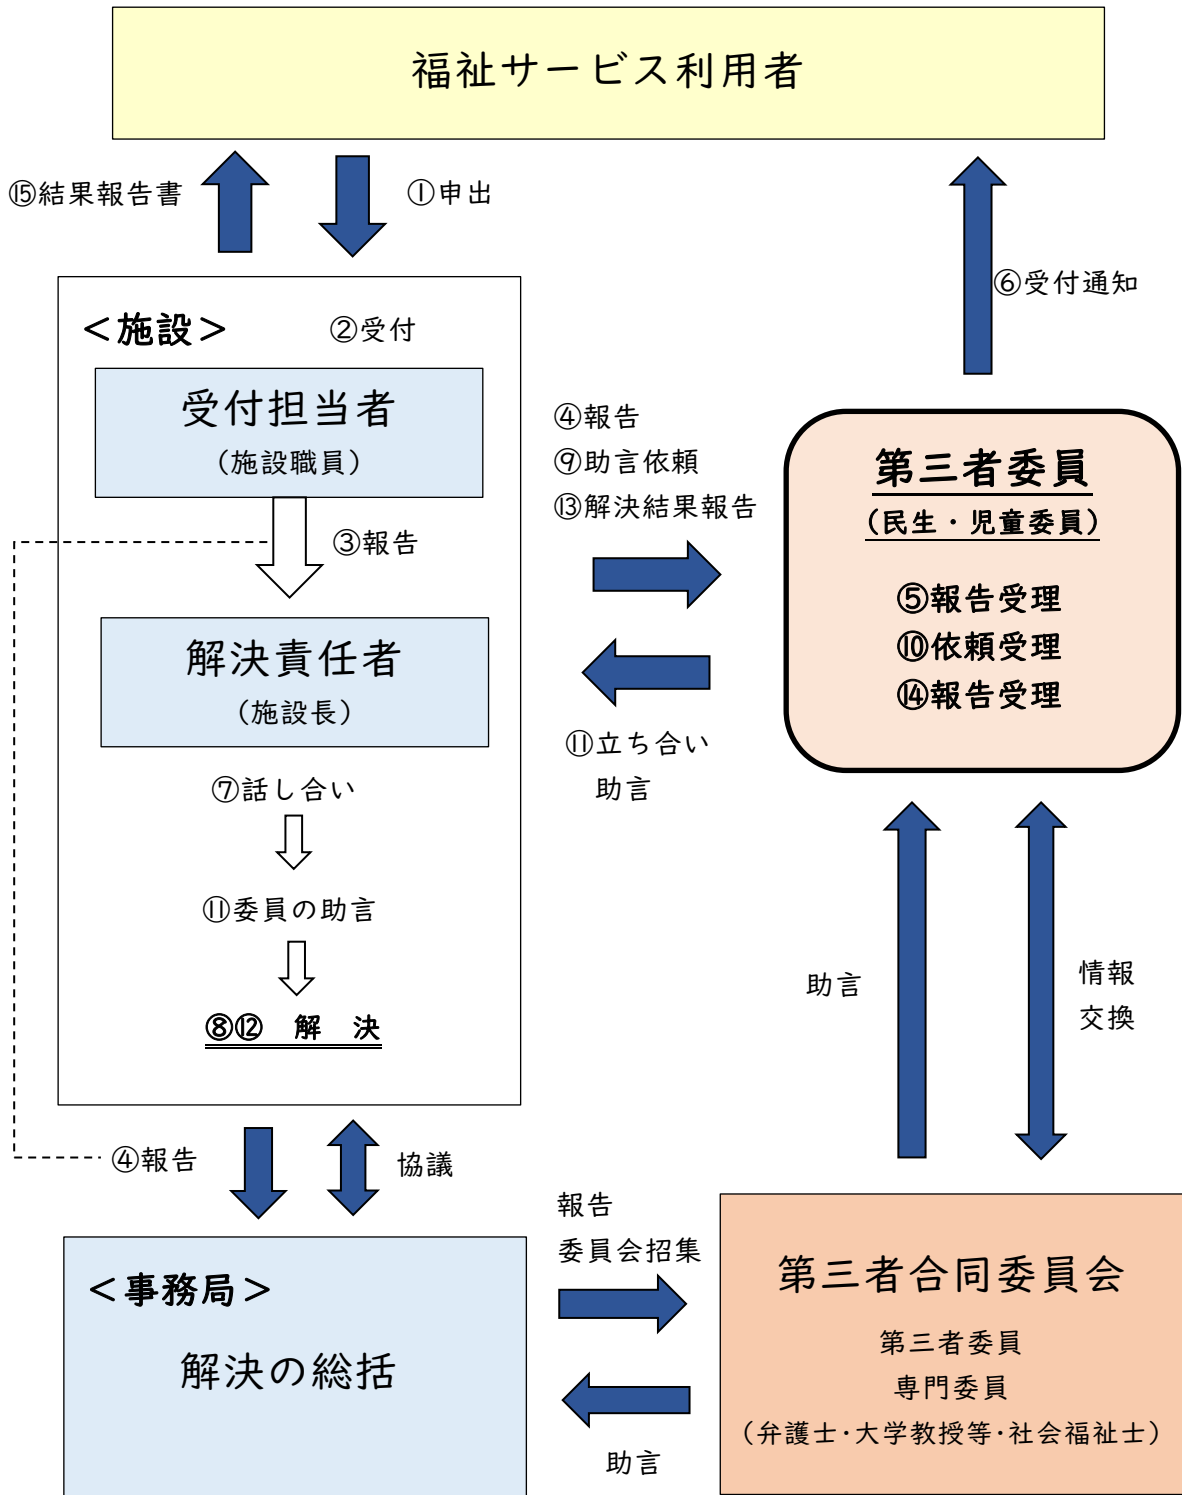 福祉サービス利用者
⑮結果報告書
①申出
⑥受付通知
＜施設＞
②受付
受付担当者
（施設職員）
③報告
解決責任者
（施設長）
⑦話し合い
⑪委員の助言
⑧⑫　解　決
④報告
⑨助言依頼
⑬解決結果報告
⑪立ち合い
助言
第三者委員
（民生・児童委員）
⑤報告受理
⑩依頼受理
⑭報告受理
助言
情報
交換
④報告
協議
＜事務局＞
解決の総括
報告
委員会招集
助言
第三者合同委員会
第三者委員
専門委員
（弁護士・大学教授等・社会福祉士）